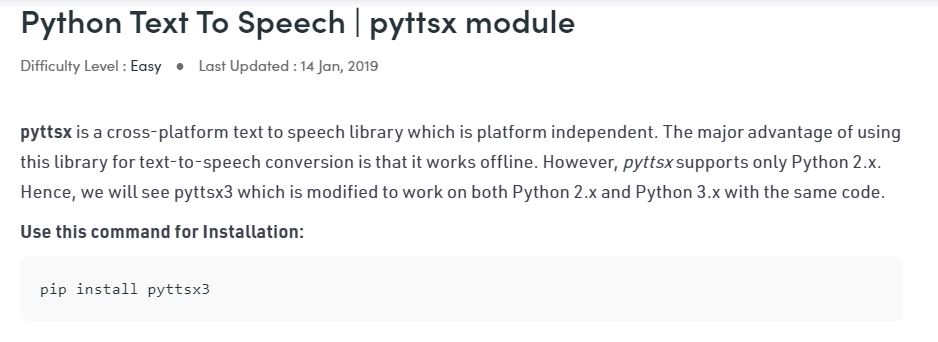 Python Text To Speech | pyttsx module
Difficulty Level : Easy ● Last Updated : 14 Jan, 2019
pyttsx is a cross-platform text to speech library which is platform independent. The major advantage of using
this library for text-to-speech conversion is that it works offline. However, pyttsx supports only Python 2.x.
Hence, we will see pyttsx3 which is modified to work on both Python 2.x and Python 3.x with the same code.
Use this command for Installation:
pip install pyttsx3